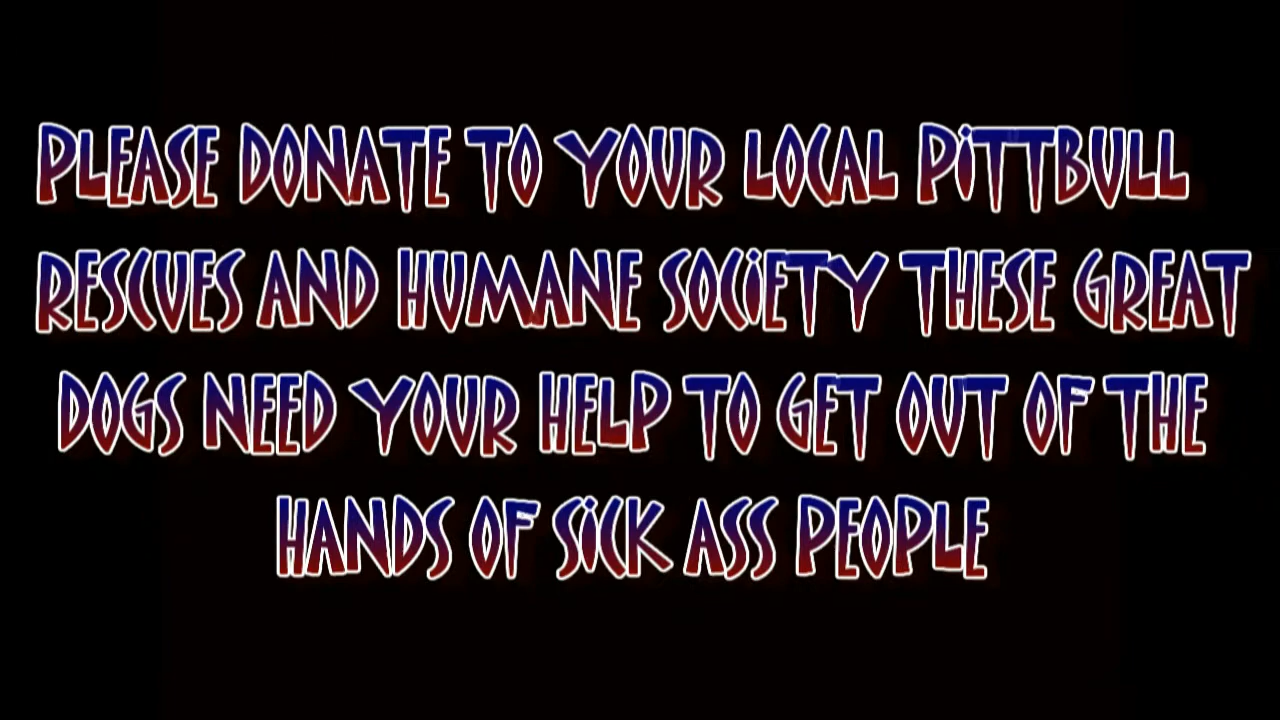 PLEASE DONATE TO YOUR LOCAL PiTTBULL
RESCUES AND HUMANE SOCiETY THESE GREAT
DOGS NEED YOUR HELP TO GET OUT OF THE
HANDS OF SiCK ASS PEOPLE